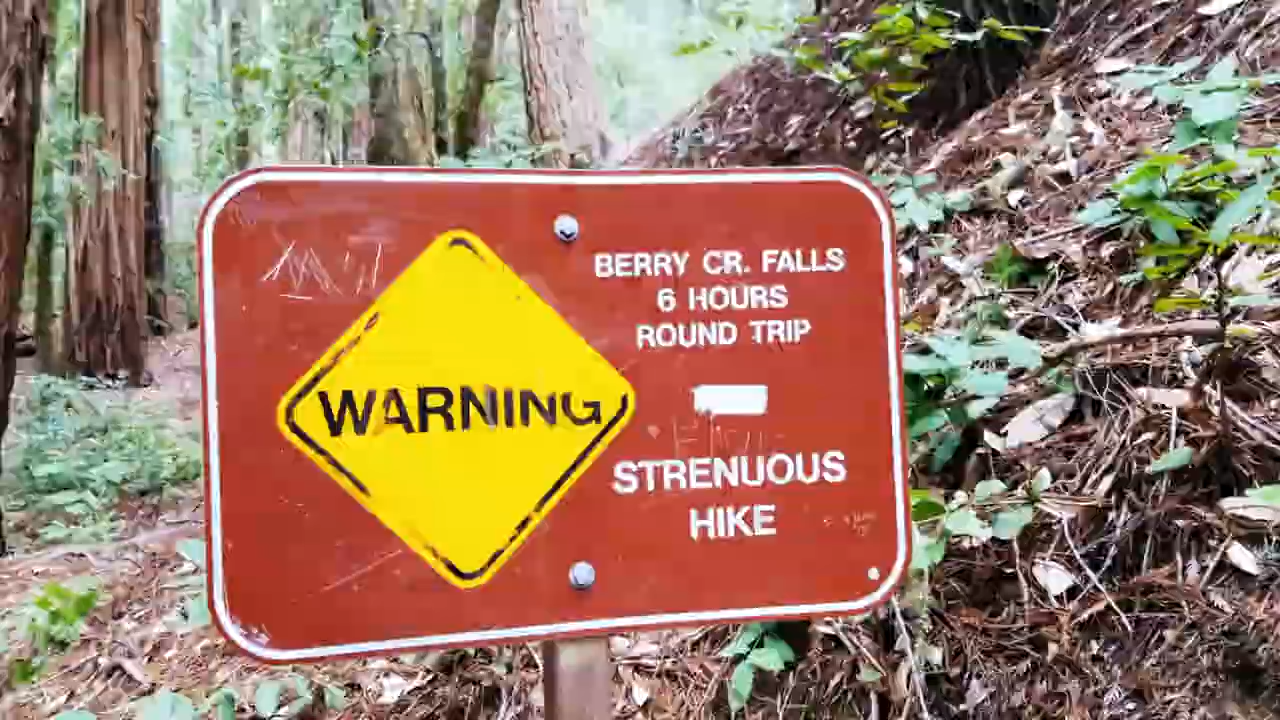 WARNING
BERRY CR. FALLS
6 HOURS
ROUND TRIP
STRENUOUS
HIKE